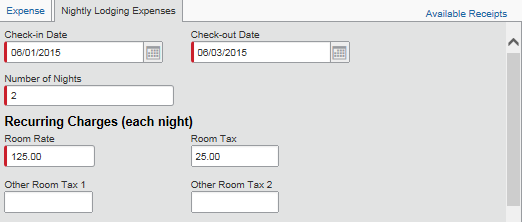 Expense Nightly Lodging Expenses Available Receipts
Check-in Date Check-out Date
06/01/2015 06/03/2015
Number of Nights
2
Recurring Charges (each night)
Room Rate Room Tax
125.00 25.00
Other Room Tax 1 Other Room Tax 2